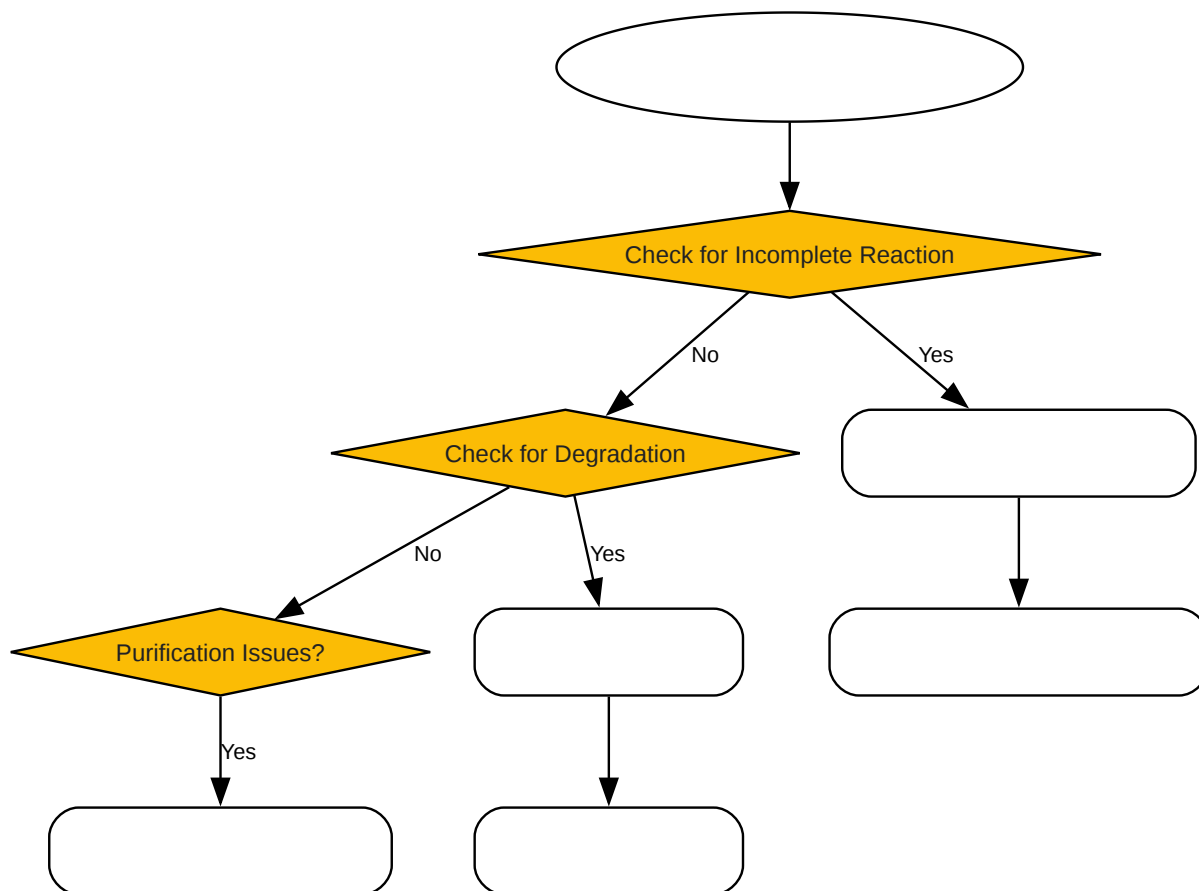 Check for Incomplete Reaction
No
Yes
Check for Degradation
No
Yes
Purification Issues?
Yes